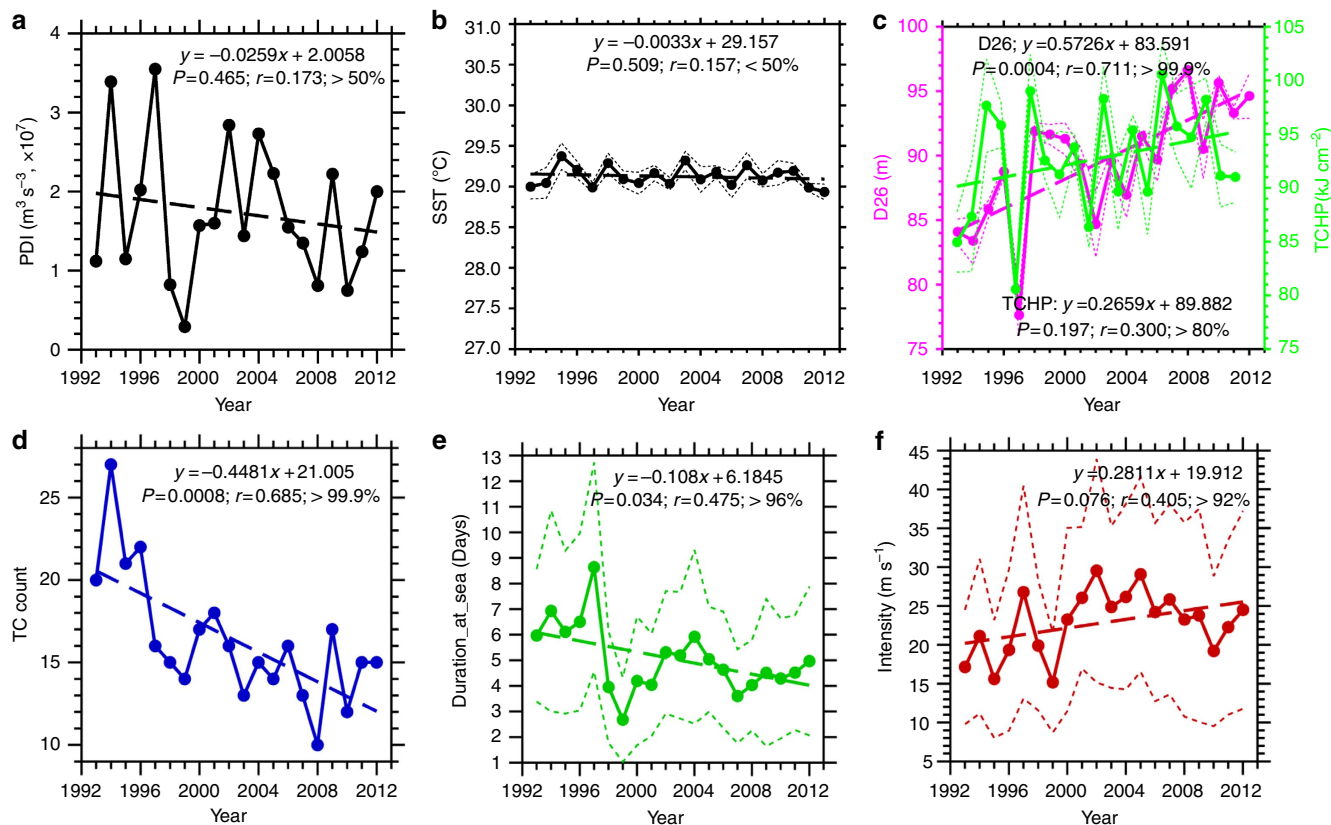 a
y = −0.0259x + 2.0058
P=0.465; r=0.173; > 50%
PDI (m³ s⁻³, ×10⁷)
4
3
2
1
0
1992 1996 2000 2004 2008 2012
Year
b
y = −0.0033x + 29.157
P=0.509; r=0.157; < 50%
SST (°C)
31.0
30.5
30.0
29.5
29.0
28.5
28.0
27.5
27.0
1992 1996 2000 2004 2008 2012
Year
c
D26; y=0.5726x + 83.591
P=0.0004; r=0.711; > 99.9%
TCHP: y=0.2659x + 89.882
P=0.197; r=0.300; > 80%
D26 (m)
100
95
90
85
80
75
TCHP(kJ cm⁻²)
105
100
95
90
85
80
75
1992 1996 2000 2004 2008 2012
Year
d
y = −0.4481x + 21.005
P=0.0008; r=0.685; > 99.9%
TC count
25
20
15
10
1992 1996 2000 2004 2008 2012
Year
e
y = −0.108x + 6.1845
P=0.034; r=0.475; > 96%
Duration_at_sea (Days)
13
12
11
10
9
8
7
6
5
4
3
2
1
1992 1996 2000 2004 2008 2012
Year
f
y=0.2811x + 19.912
P=0.076; r=0.405; > 92%
Intensity (m s⁻¹)
45
40
35
30
25
20
15
10
5
1992 1996 2000 2004 2008 2012
Year